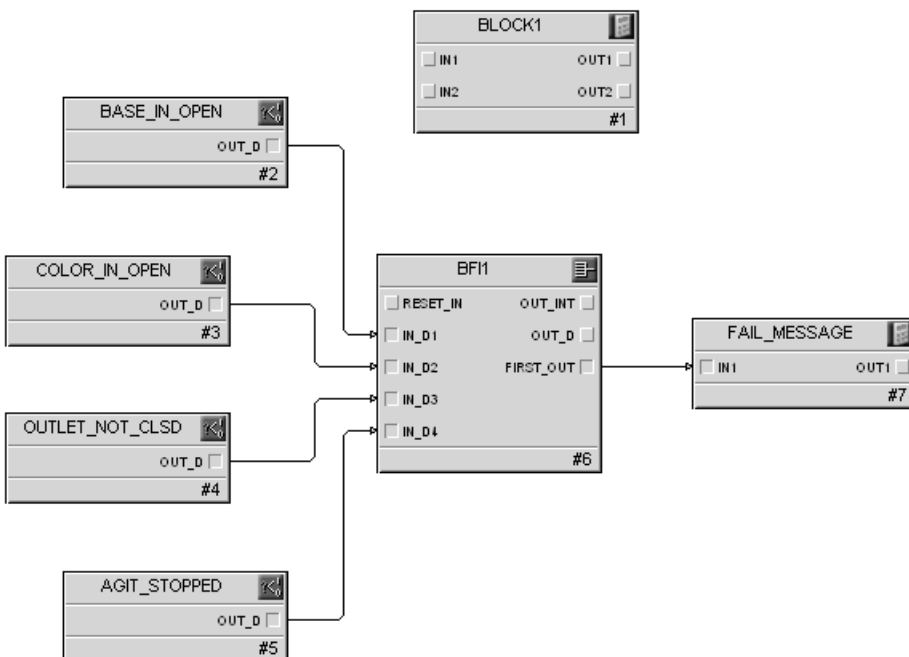 BLOCK1
IN1 OUT1
IN2 OUT2
#1
BASE_IN_OPEN
OUT_D
#2
COLOR_IN_OPEN
OUT_D
#3
OUTLET_NOT_CLSD
OUT_D
#4
AGIT_STOPPED
OUT_D
#5
BFI1
RESET_IN OUT_INT
IN_D1 OUT_D
IN_D2 FIRST_OUT
IN_D3
IN_D4
#6
FAIL_MESSAGE
IN1 OUT1
#7